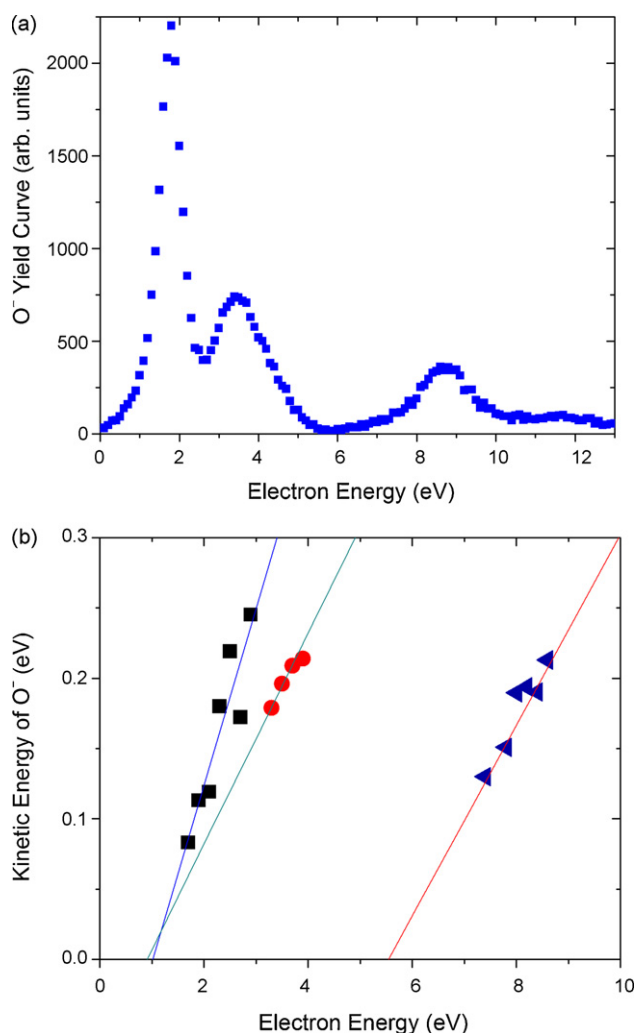 (a)
2000
1500
1000
500
0
0 2 4 6 8 10 12
O⁻ Yield Curve (arb. units)
Electron Energy (eV)
(b)
0.3
0.2
0.1
0.0
0 2 4 6 8 10
Kinetic Energy of O⁻ (eV)
Electron Energy (eV)